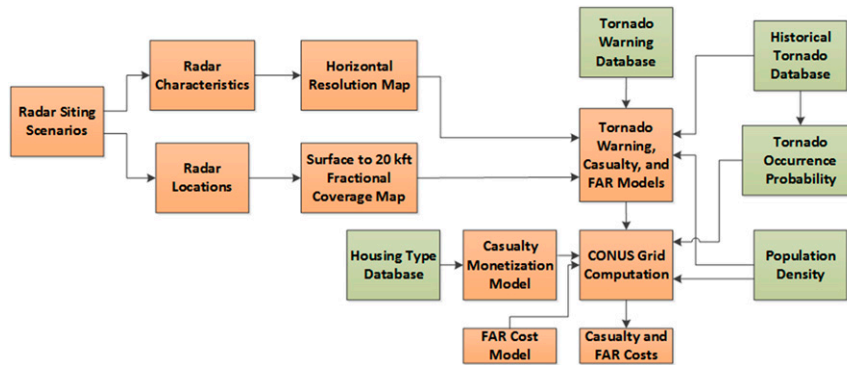 Tornado
Warning
Database
Historical
Tornado
Database
Radar
Characteristics
Horizontal
Resolution Map
Radar Siting
Scenarios
Tornado
Warning,
Casualty, and
FAR Models
Tornado
Occurrence
Probability
Radar
Locations
Surface to 20 kft
Fractional
Coverage Map
Housing Type
Database
Casualty
Monetization
Model
CONUS Grid
Computation
Population
Density
FAR Cost
Model
Casualty and
FAR Costs